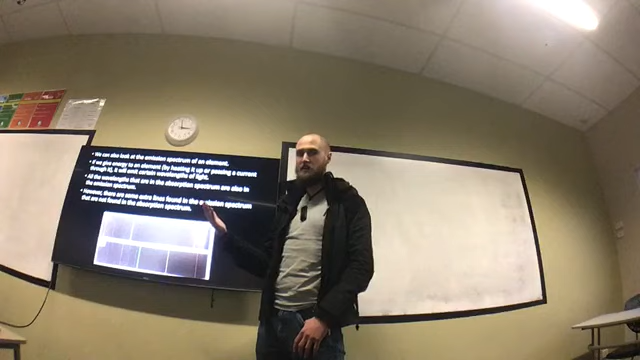 • We can also look at the emission spectrum of an element.
• If we give energy to an element (by heating it up or passing a current
through it), it will emit certain wavelengths of light.
• All the wavelengths that are in the absorption spectrum are also in
the emission spectrum.
• However, there are some extra lines found in the emission spectrum
that are not found in the absorption spectrum.